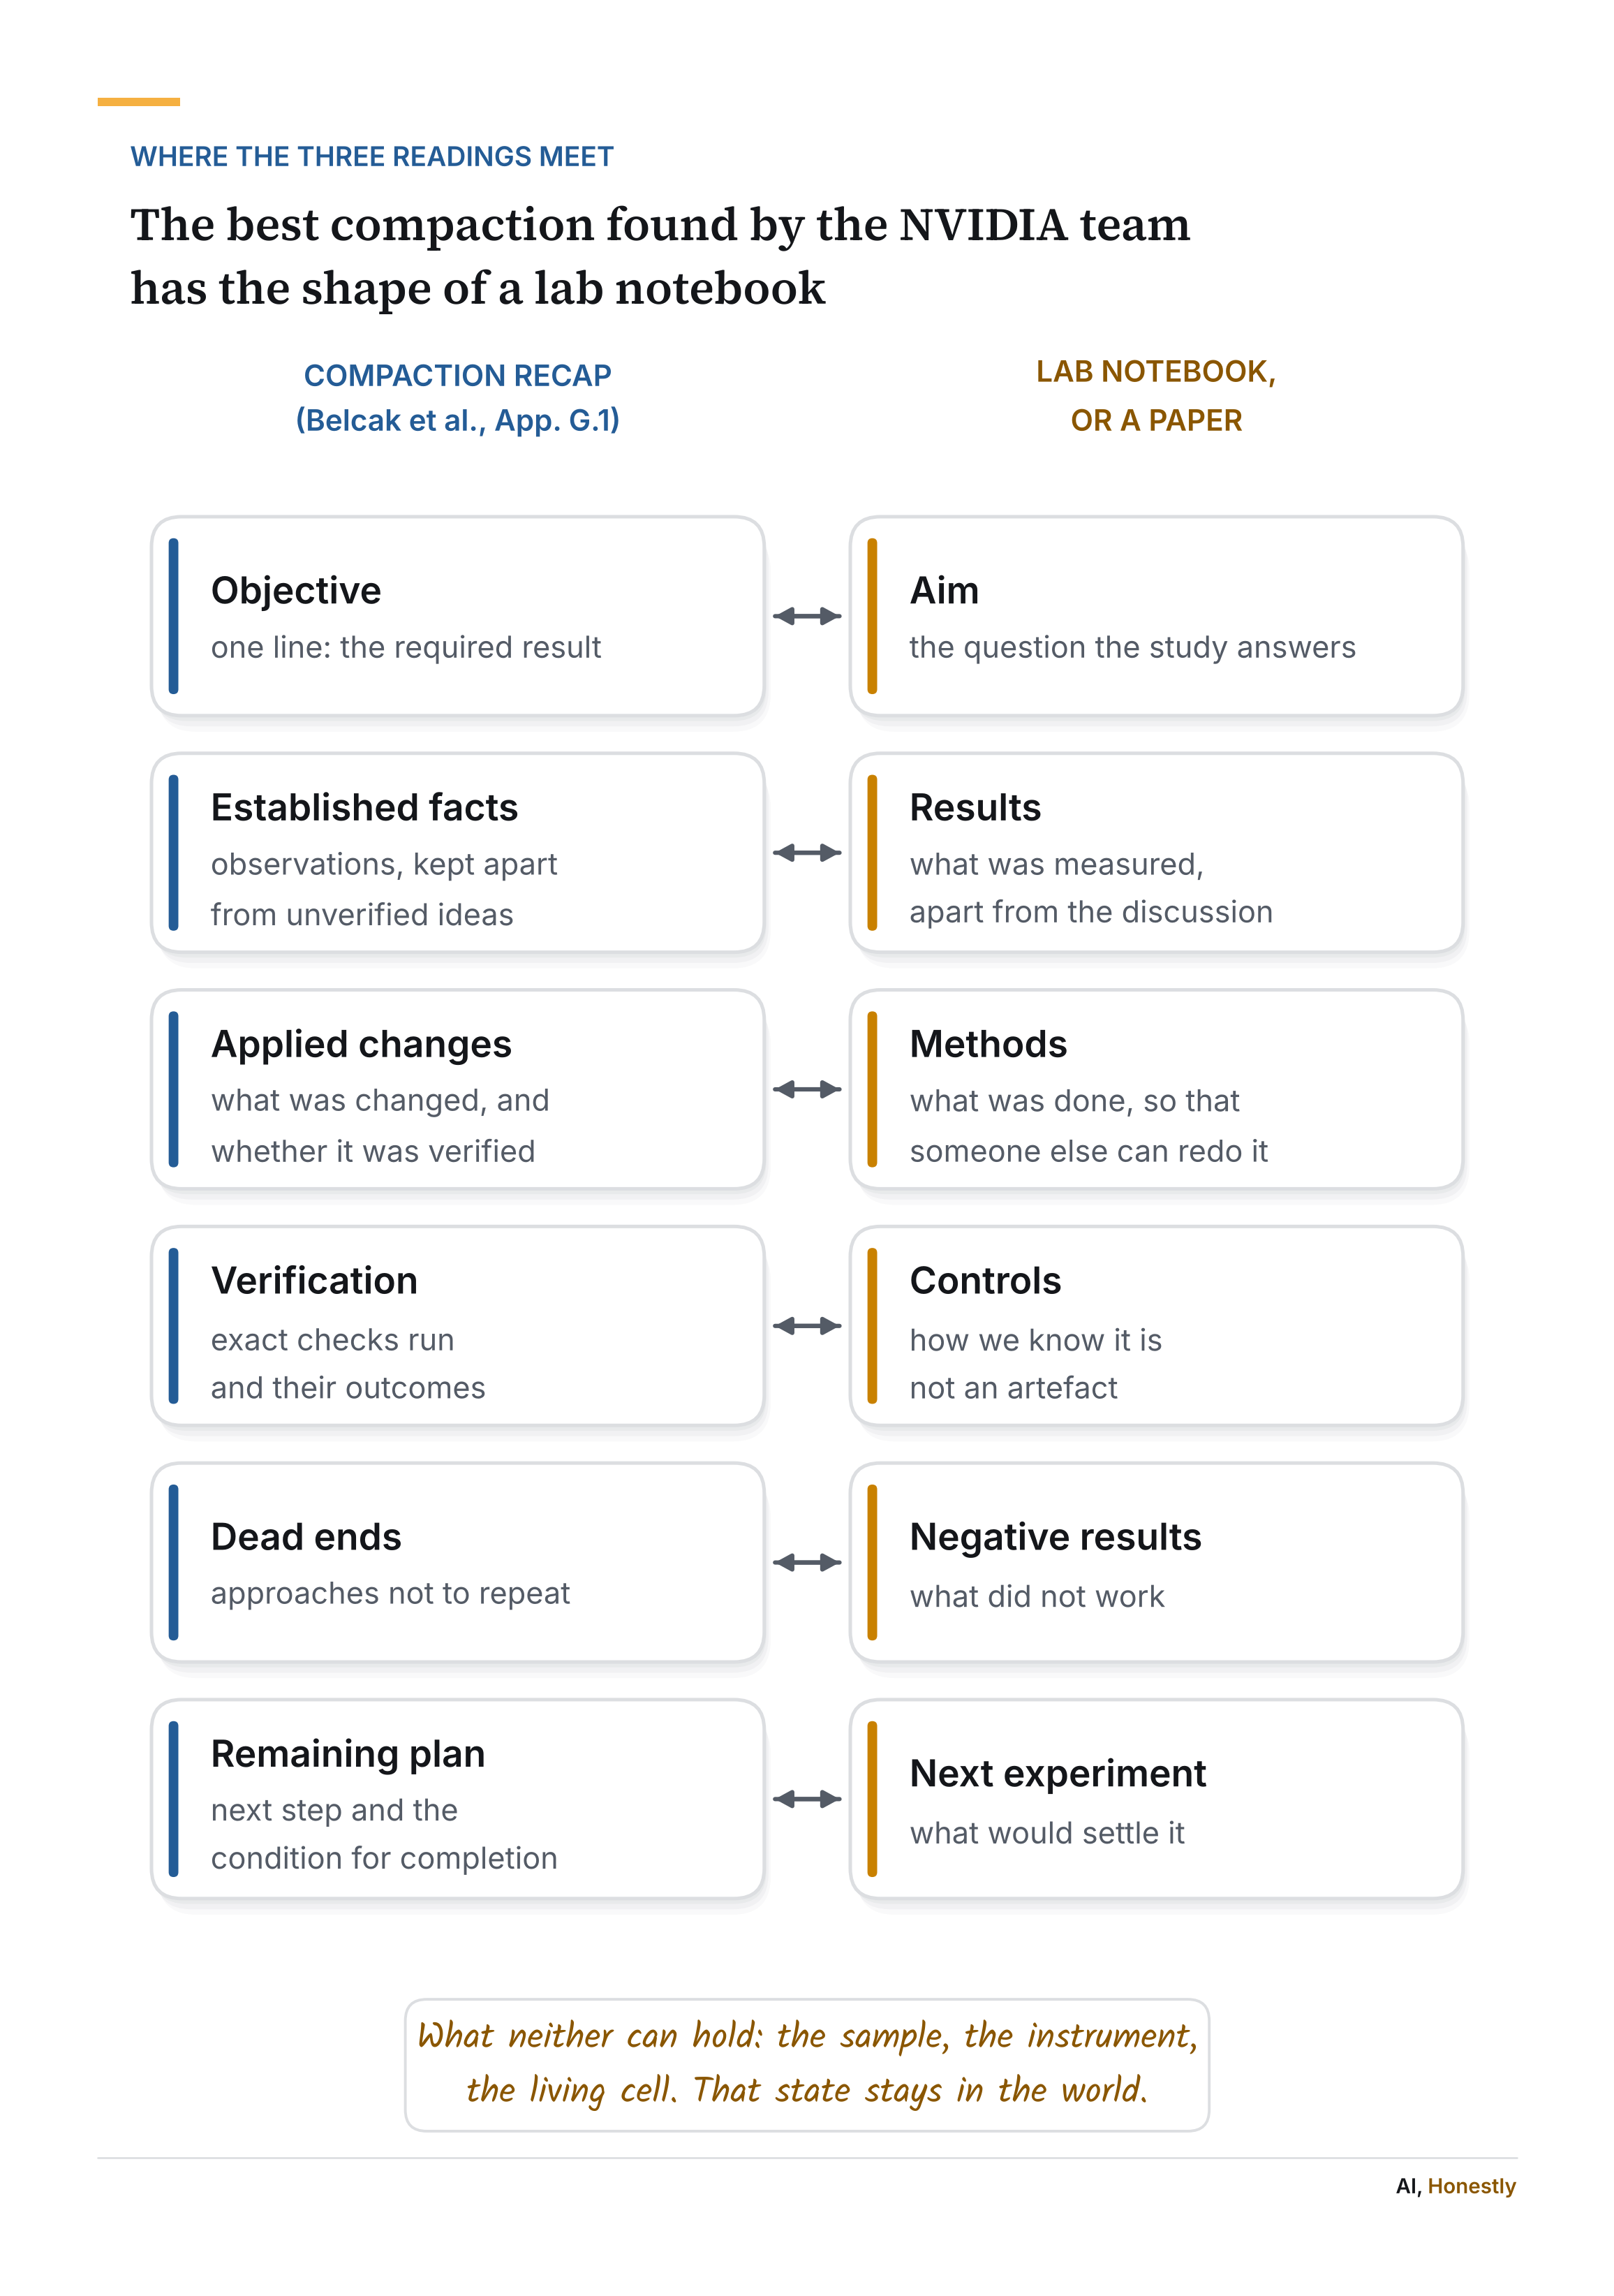 WHERE THE THREE READINGS MEET
The best compaction found by the NVIDIA team
has the shape of a lab notebook
COMPACTION RECAP
(Belcak et al., App. G.1)
LAB NOTEBOOK,
OR A PAPER
Objective
one line: the required result
Aim
the question the study answers
Established facts
observations, kept apart
from unverified ideas
Results
what was measured,
apart from the discussion
Applied changes
what was changed, and
whether it was verified
Methods
what was done, so that
someone else can redo it
Verification
exact checks run
and their outcomes
Controls
how we know it is
not an artefact
Dead ends
approaches not to repeat
Negative results
what did not work
Remaining plan
next step and the
condition for completion
Next experiment
what would settle it
What neither can hold: the sample, the instrument,
the living cell. That state stays in the world.
AI, Honestly